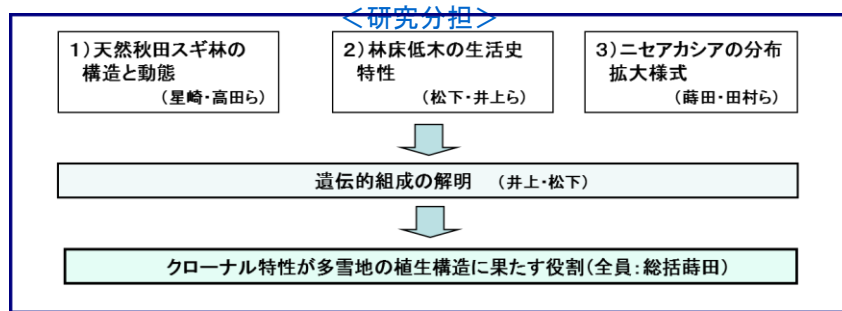 ＜研究分担＞
1)天然秋田スギ林の
構造と動態
(星崎・高田ら)
2)林床低木の生活史
特性
(松下・井上ら)
3)ニセアカシアの分布
拡大様式
(蒔田・田村ら)
遺伝的組成の解明 (井上・松下)
クローナル特性が多雪地の植生構造に果たす役割(全員:総括蒔田)